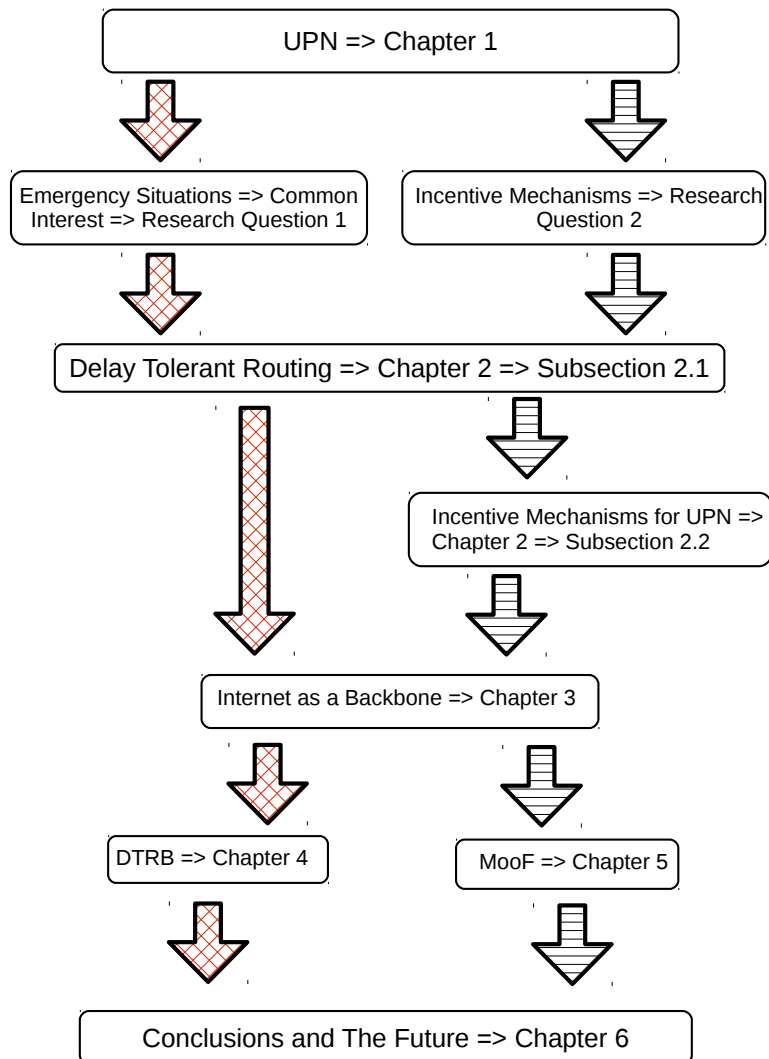 UPN => Chapter 1
Emergency Situations => Common
Interest => Research Question 1
Incentive Mechanisms => Research
Question 2
Delay Tolerant Routing => Chapter 2 => Subsection 2.1
Incentive Mechanisms for UPN =>
Chapter 2 => Subsection 2.2
Internet as a Backbone => Chapter 3
DTRB => Chapter 4
MooF => Chapter 5
Conclusions and The Future => Chapter 6